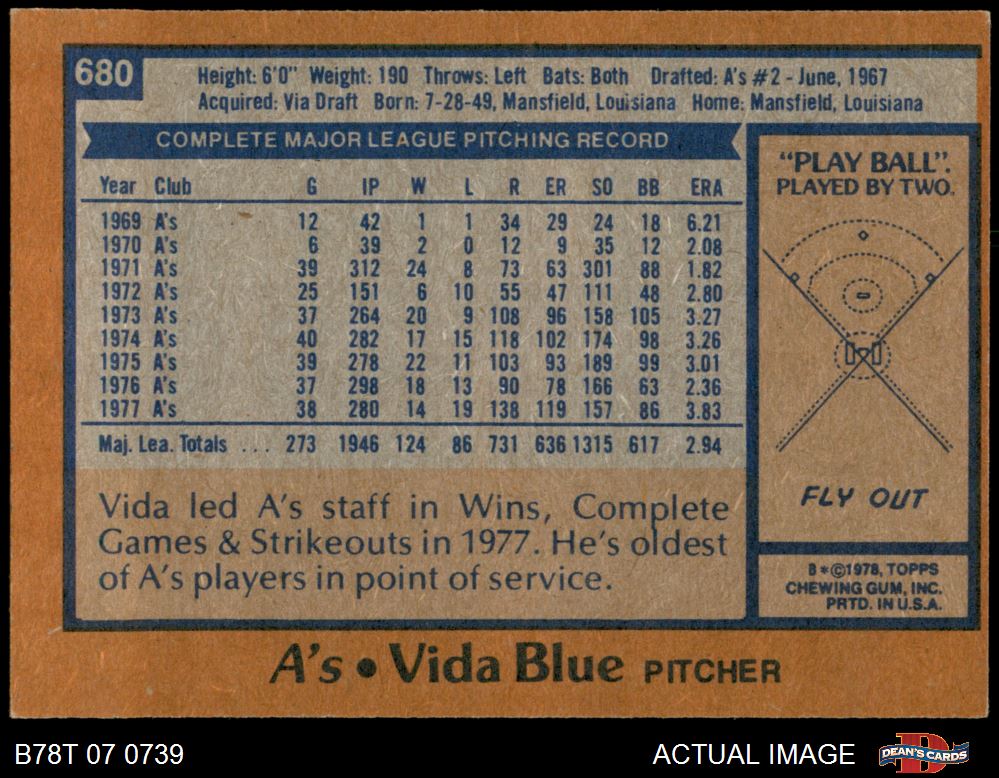 680
Height: 6'0" Weight: 190 Throws: Left Bats: Both Drafted: A's #2 - June, 1967
Acquired: Via Draft Born: 7-28-49, Mansfield, Louisiana Home: Mansfield, Louisiana
COMPLETE MAJOR LEAGUE PITCHING RECORD
Year Club G IP W L R ER SO BB ERA
1969 A's 12 42 1 1 34 29 24 18 6.21
1970 A's 6 39 2 0 12 9 35 12 2.08
1971 A's 39 312 24 8 73 63 301 88 1.82
1972 A's 25 151 6 10 55 47 111 48 2.80
1973 A's 37 264 20 9 108 96 158 105 3.27
1974 A's 40 282 17 15 118 102 174 98 3.26
1975 A's 39 278 22 11 103 93 189 99 3.01
1976 A's 37 298 18 13 90 78 166 63 2.36
1977 A's 38 280 14 19 138 119 157 86 3.83
Maj. Lea. Totals ... 273 1946 124 86 731 636 1315 617 2.94
Vida led A's staff in Wins, Complete
Games & Strikeouts in 1977. He's oldest
of A's players in point of service.
"PLAY BALL".
PLAYED BY TWO.
FLY OUT
B*©1978, TOPPS
CHEWING GUM, INC.
PRTD. IN U.S.A.
A's • Vida Blue PITCHER
B78T 07 0739
ACTUAL IMAGE
DEAN'S CARDS